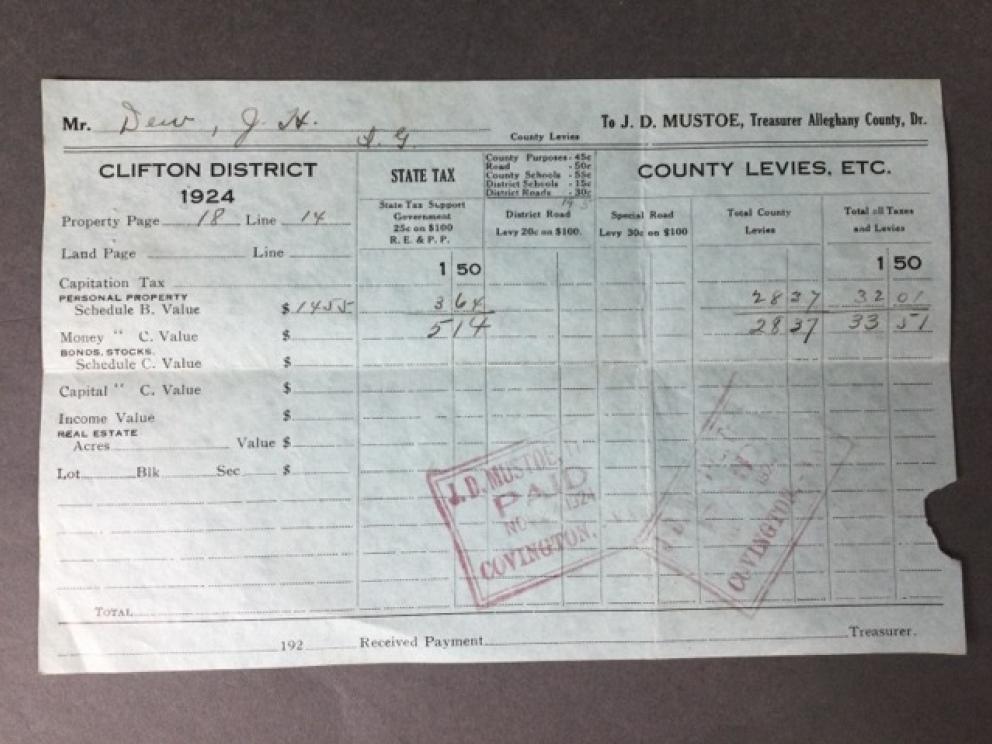 Mr. Dew, J. H.
I. G.
County Levies
To J. D. MUSTOE, Treasurer Alleghany County, Dr.
CLIFTON DISTRICT
1924
STATE TAX
County Purposes - 45c
Road - 50c
County Schools - 55c
District Schools - 15c
District Roads - 30c
COUNTY LEVIES, ETC.
Property Page 18 Line 14
State Tax Support
Government
25c on $100
R. E. & P. P.
District Road
Levy 20c on $100.
Special Road
Levy 30c on $100
Total County
Levies
Total all Taxes
and Levies
Land Page Line
Capitation Tax 1 50 1 50
PERSONAL PROPERTY
Schedule B. Value $ 1455 3 64 28 37 32 01
Money " C. Value $ 5 14 28 37 33 51
BONDS, STOCKS.
Schedule C. Value $
Capital " C. Value $
Income Value $
REAL ESTATE
Acres Value $
Lot Blk Sec $
J. D. MUSTOE, T
PAID
NO 1924
COVINGTON,
J. D.
COVINGTON,
TOTAL
192 Received Payment Treasurer.